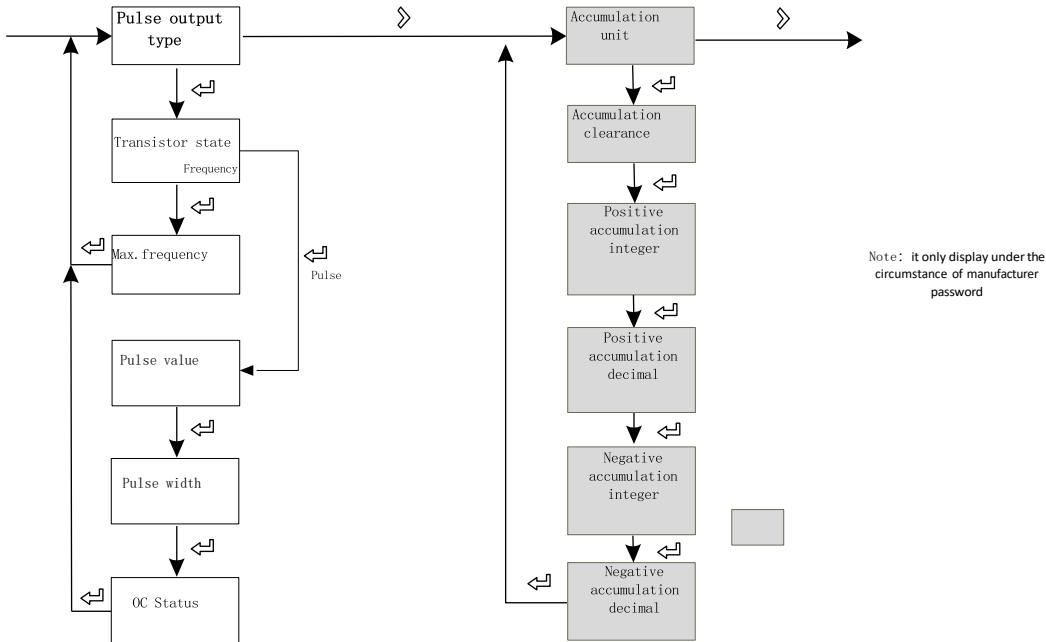 Pulse output
type
Transistor state
Frequency
Max.frequency
Pulse
Pulse value
Pulse width
OC Status
Accumulation
unit
Accumulation
clearance
Positive
accumulation
integer
Positive
accumulation
decimal
Negative
accumulation
integer
Negative
accumulation
decimal
Note: it only display under the
circumstance of manufacturer
password